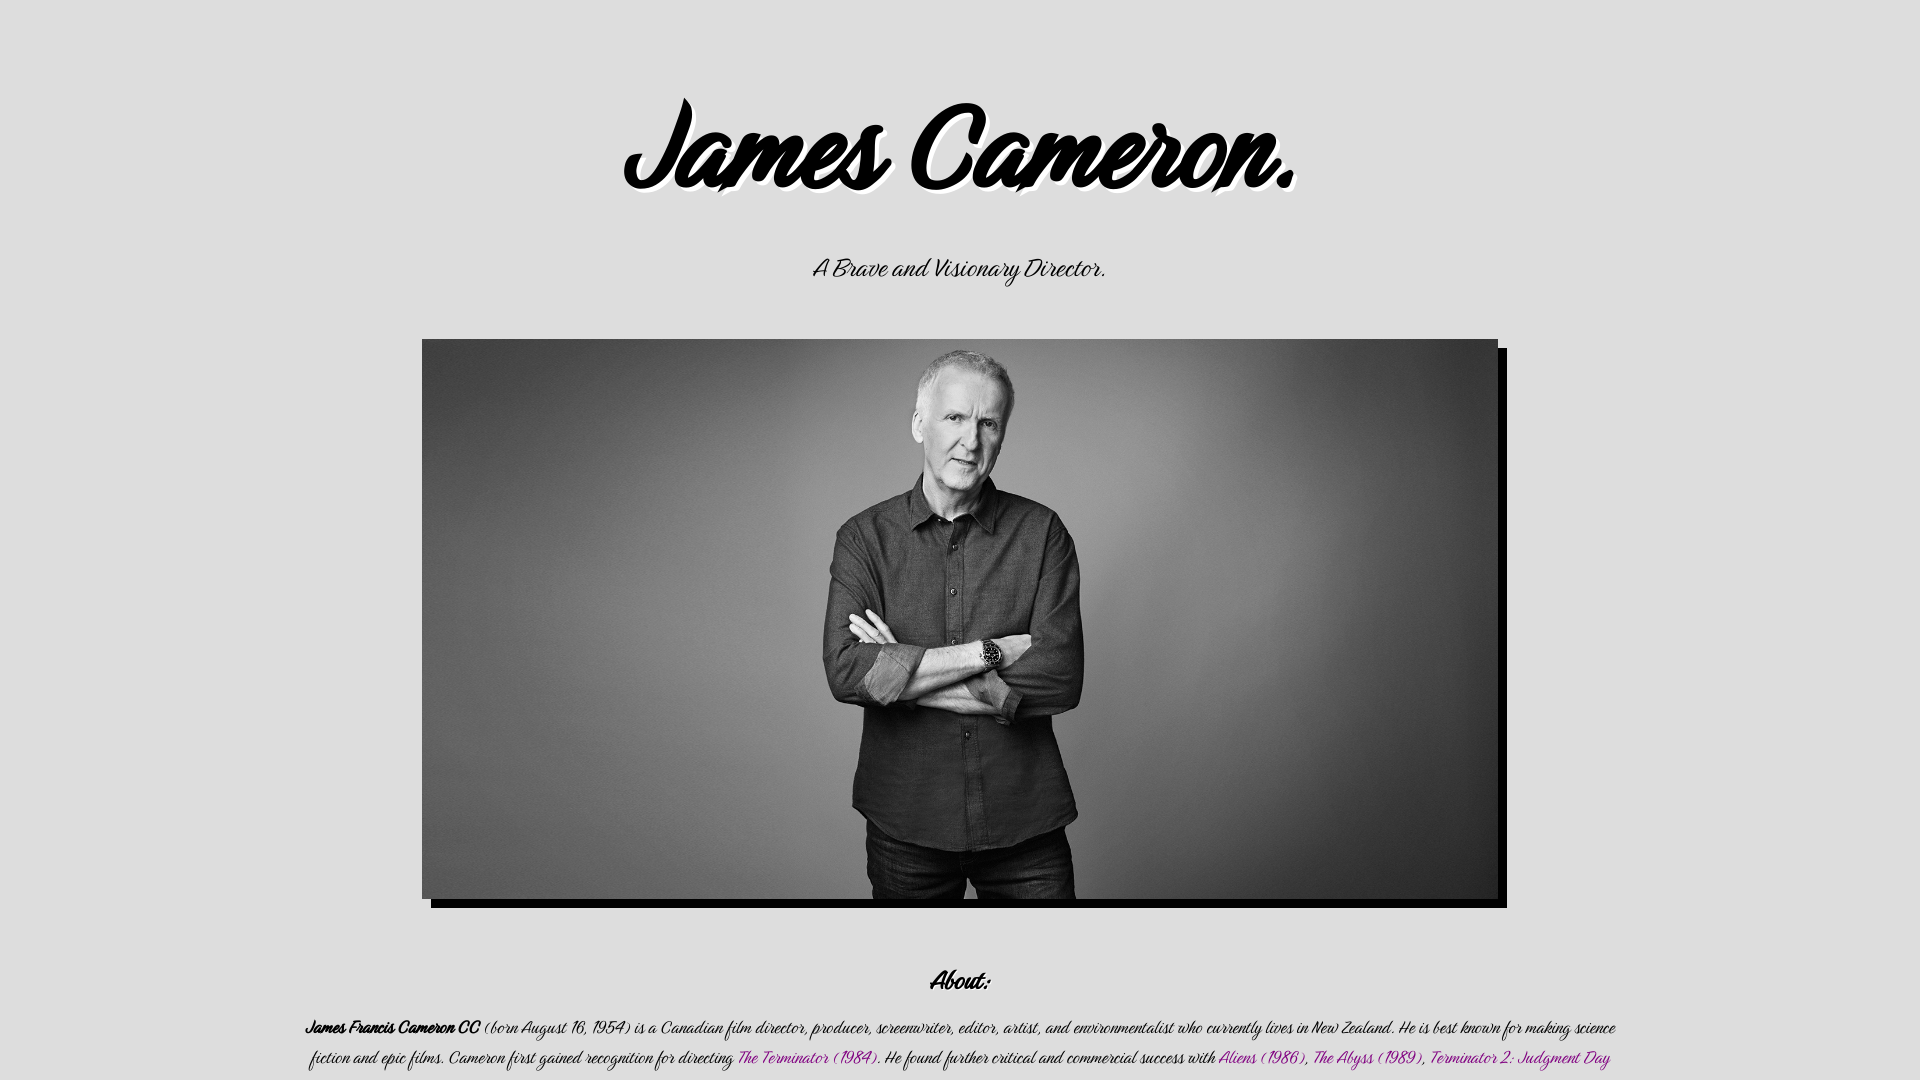 James Cameron.
A Brave and Visionary Director.
About:
James Francis Cameron CC (born August 16, 1954) is a Canadian film director, producer, screenwriter, editor, artist, and environmentalist who currently lives in New Zealand. He is best known for making science
fiction and epic films. Cameron first gained recognition for directing The Terminator (1984). He found further critical and commercial success with Aliens (1986), The Abyss (1989), Terminator 2: Judgment Day